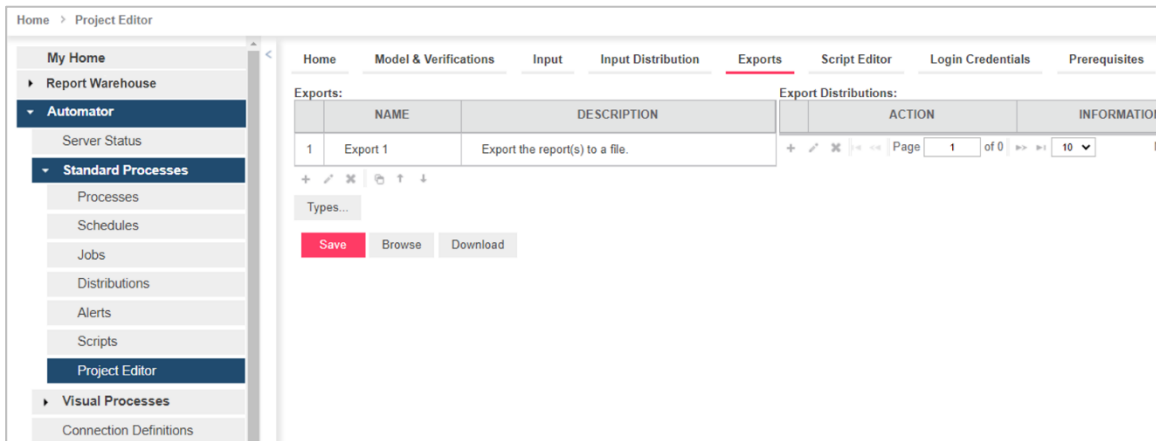 Home > Project Editor
My Home
Report Warehouse
Automator
Server Status
Standard Processes
Processes
Schedules
Jobs
Distributions
Alerts
Scripts
Project Editor
Visual Processes
Connection Definitions
Home Model & Verifications Input Input Distribution Exports Script Editor Login Credentials Prerequisites
Exports:
NAME DESCRIPTION
1 Export 1 Export the report(s) to a file.
Types...
Save Browse Download
Export Distributions:
ACTION INFORMATIO
Page 1 of 0 10